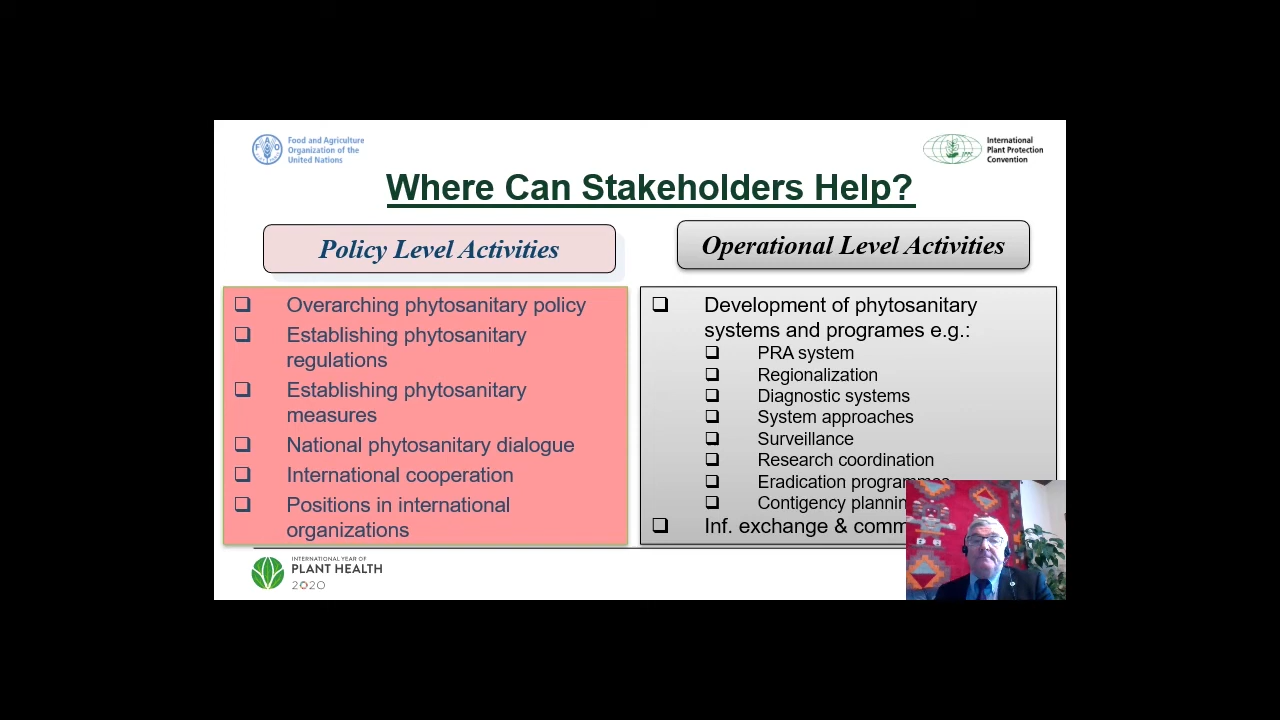 Food and Agriculture
Organization of the
United Nations
International
Plant Protection
Convention
Where Can Stakeholders Help?
Policy Level Activities
Operational Level Activities
Overarching phytosanitary policy
Establishing phytosanitary
regulations
Establishing phytosanitary
measures
National phytosanitary dialogue
International cooperation
Positions in international
organizations
Development of phytosanitary
systems and programes e.g.:
PRA system
Regionalization
Diagnostic systems
System approaches
Surveillance
Research coordination
Eradication programmes
Contigency plannin
Inf. exchange & comm
INTERNATIONAL YEAR OF
PLANT HEALTH
2020